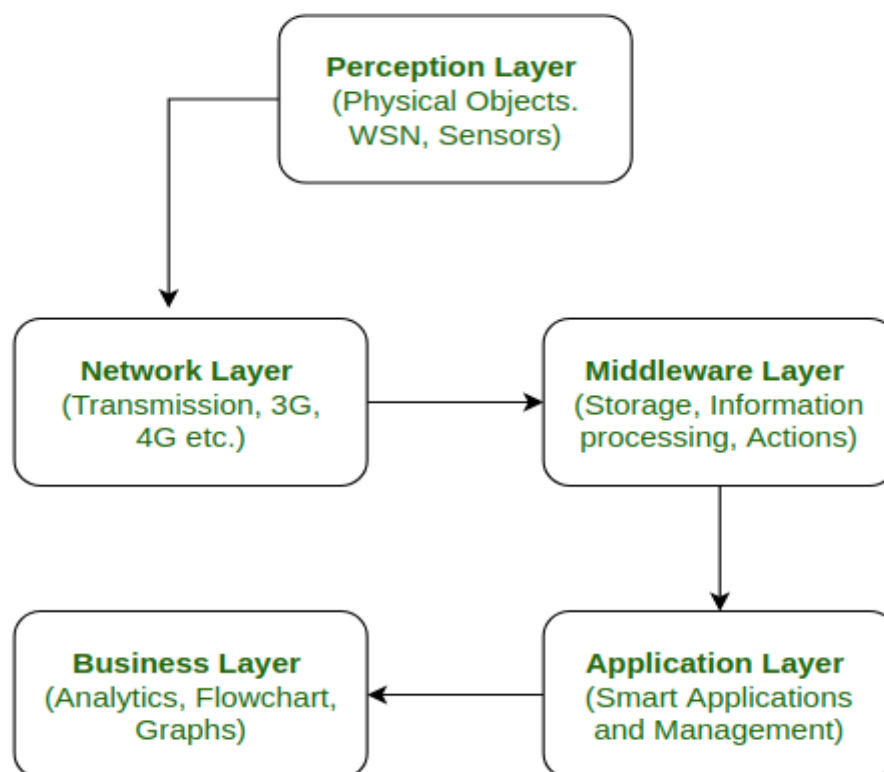 Perception Layer
(Physical Objects.
WSN, Sensors)
Network Layer
(Transmission, 3G,
4G etc.)
Middleware Layer
(Storage, Information
processing, Actions)
Business Layer
(Analytics, Flowchart,
Graphs)
Application Layer
(Smart Applications
and Management)